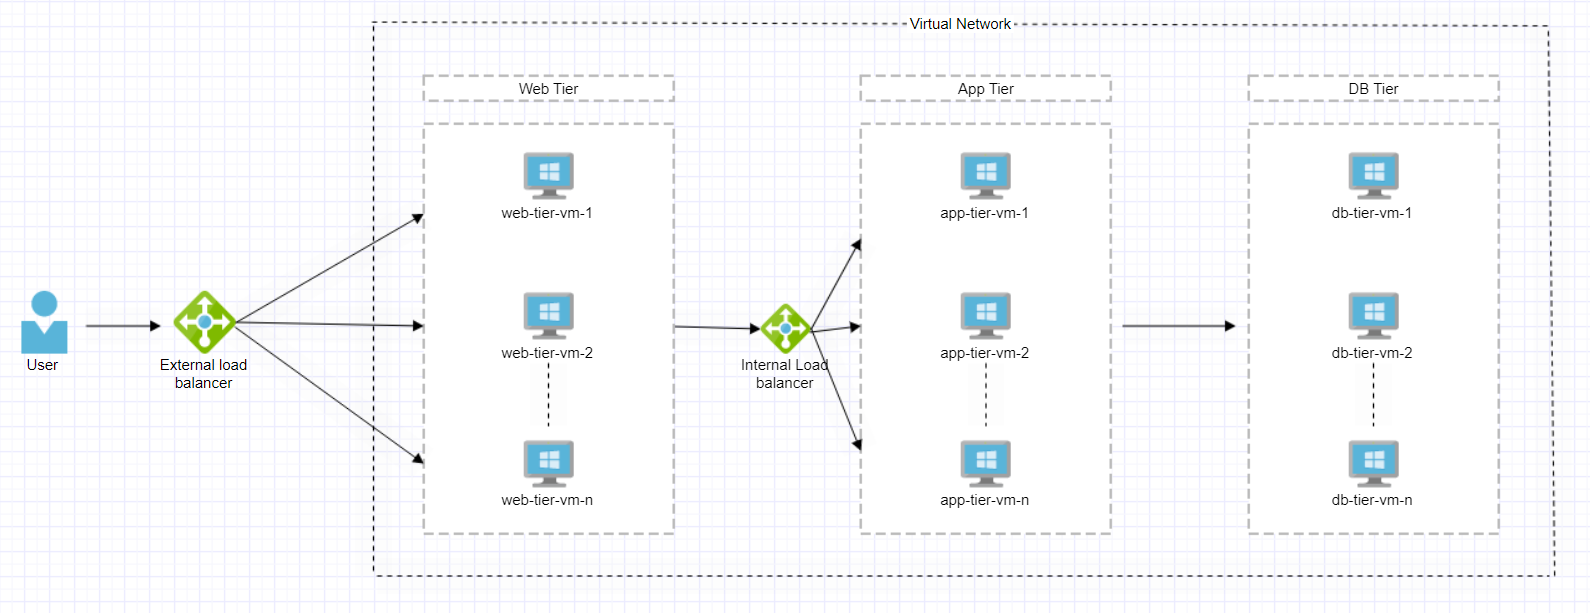 Virtual Network
Web Tier
App Tier
DB Tier
web-tier-vm-1
app-tier-vm-1
db-tier-vm-1
web-tier-vm-2
app-tier-vm-2
db-tier-vm-2
User
External load
balancer
Internal Load
balancer
web-tier-vm-n
app-tier-vm-n
db-tier-vm-n